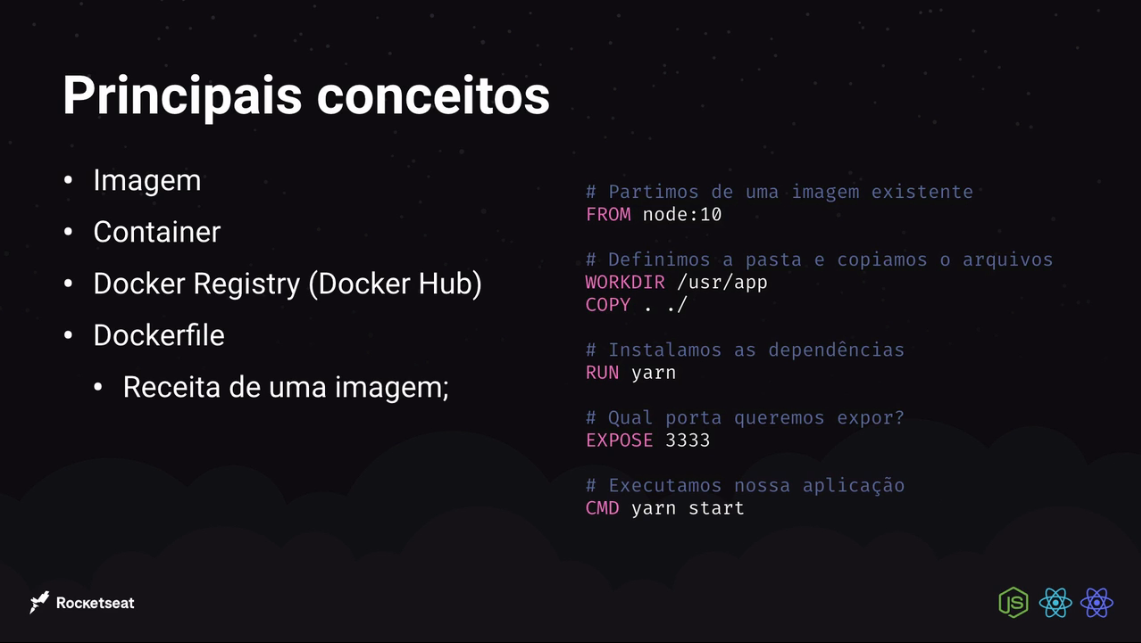 Principais conceitos
• Imagem
• Container
• Docker Registry (Docker Hub)
• Dockerfile
• Receita de uma imagem;
# Partimos de uma imagem existente
FROM node:10
# Definimos a pasta e copiamos o arquivos
WORKDIR /usr/app
COPY . ./
# Instalamos as dependências
RUN yarn
# Qual porta queremos expor?
EXPOSE 3333
# Executamos nossa aplicação
CMD yarn start
Rocketseat
JS